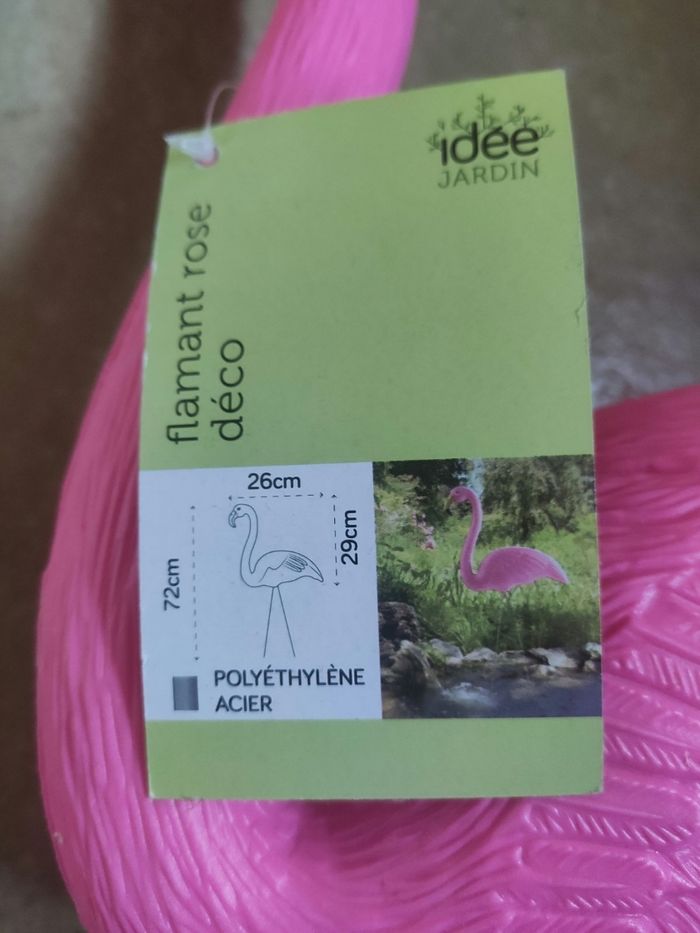 idée
JARDIN
flamant rose
déco
26cm
29cm
72cm
POLYÉTHYLÈNE
ACIER